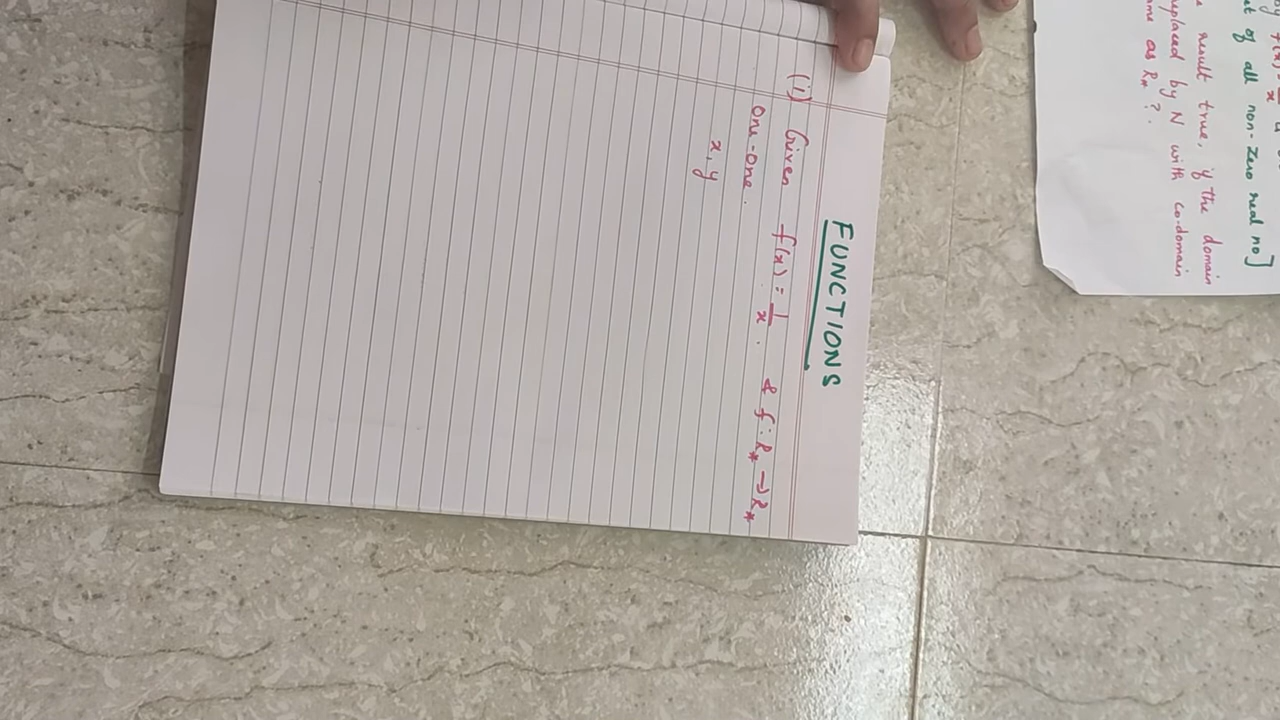 FUNCTIONS
(i) Given f(x) = 1/x. & f: R* → R*
one-one.
x, y
f(x) = 1/x
of all non-zero real no]
result true, if the domain
replaced by N with co-domain
as R* ?